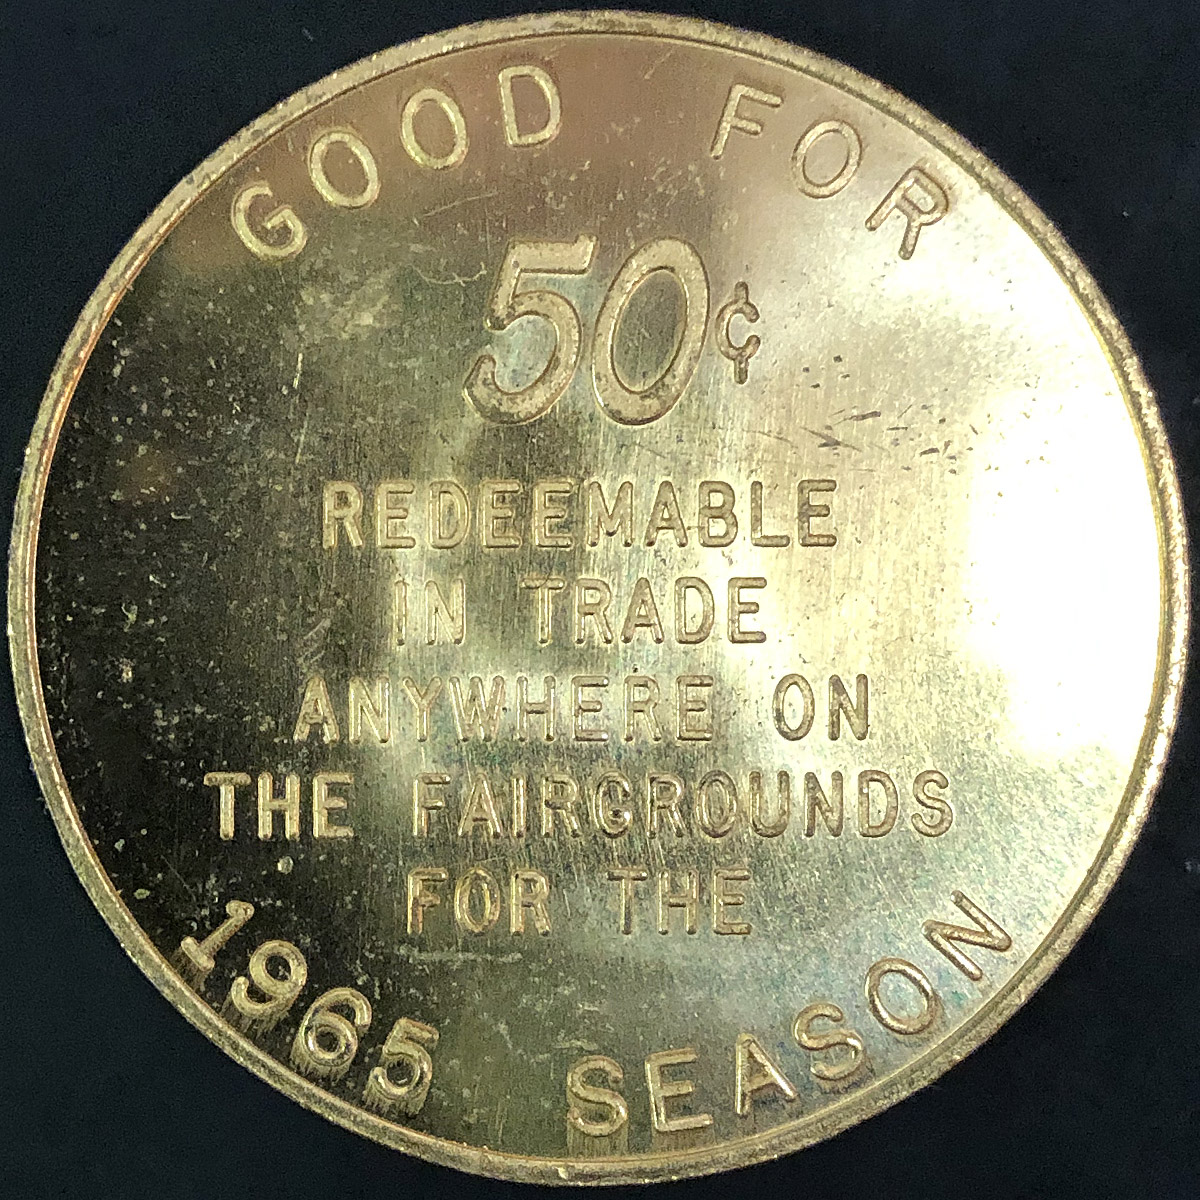 GOOD FOR
50¢
REDEEMABLE
IN TRADE
ANYWHERE ON
THE FAIRGROUNDS
FOR THE
1965 SEASON